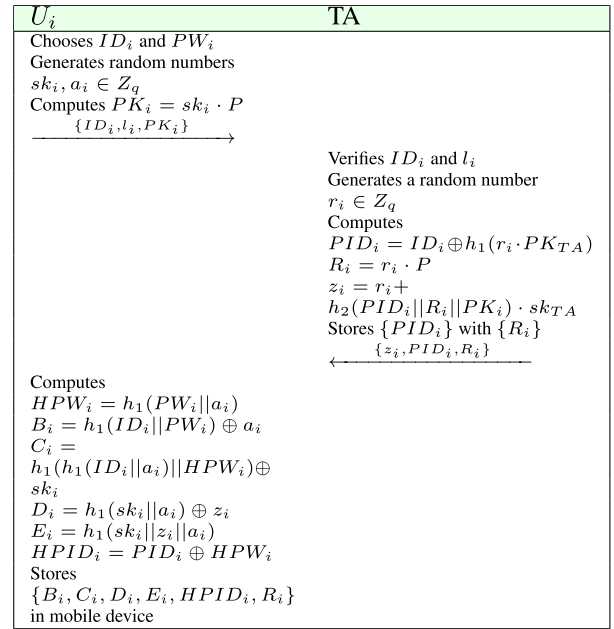 U_i TA
Chooses ID_i and PW_i
Generates random numbers
sk_i, a_i ∈ Z_q
Computes PK_i = sk_i · P
{ID_i, l_i, PK_i}
Verifies ID_i and l_i
Generates a random number
r_i ∈ Z_q
Computes
PID_i = ID_i ⊕ h_1(r_i · PK_TA)
R_i = r_i · P
z_i = r_i +
h_2(PID_i||R_i||PK_i) · sk_TA
Stores {PID_i} with {R_i}
{z_i, PID_i, R_i}
Computes
HPW_i = h_1(PW_i||a_i)
B_i = h_1(ID_i||PW_i) ⊕ a_i
C_i =
h_1(h_1(ID_i||a_i)||HPW_i) ⊕
sk_i
D_i = h_1(sk_i||a_i) ⊕ z_i
E_i = h_1(sk_i||z_i||a_i)
HPID_i = PID_i ⊕ HPW_i
Stores
{B_i, C_i, D_i, E_i, HPID_i, R_i}
in mobile device